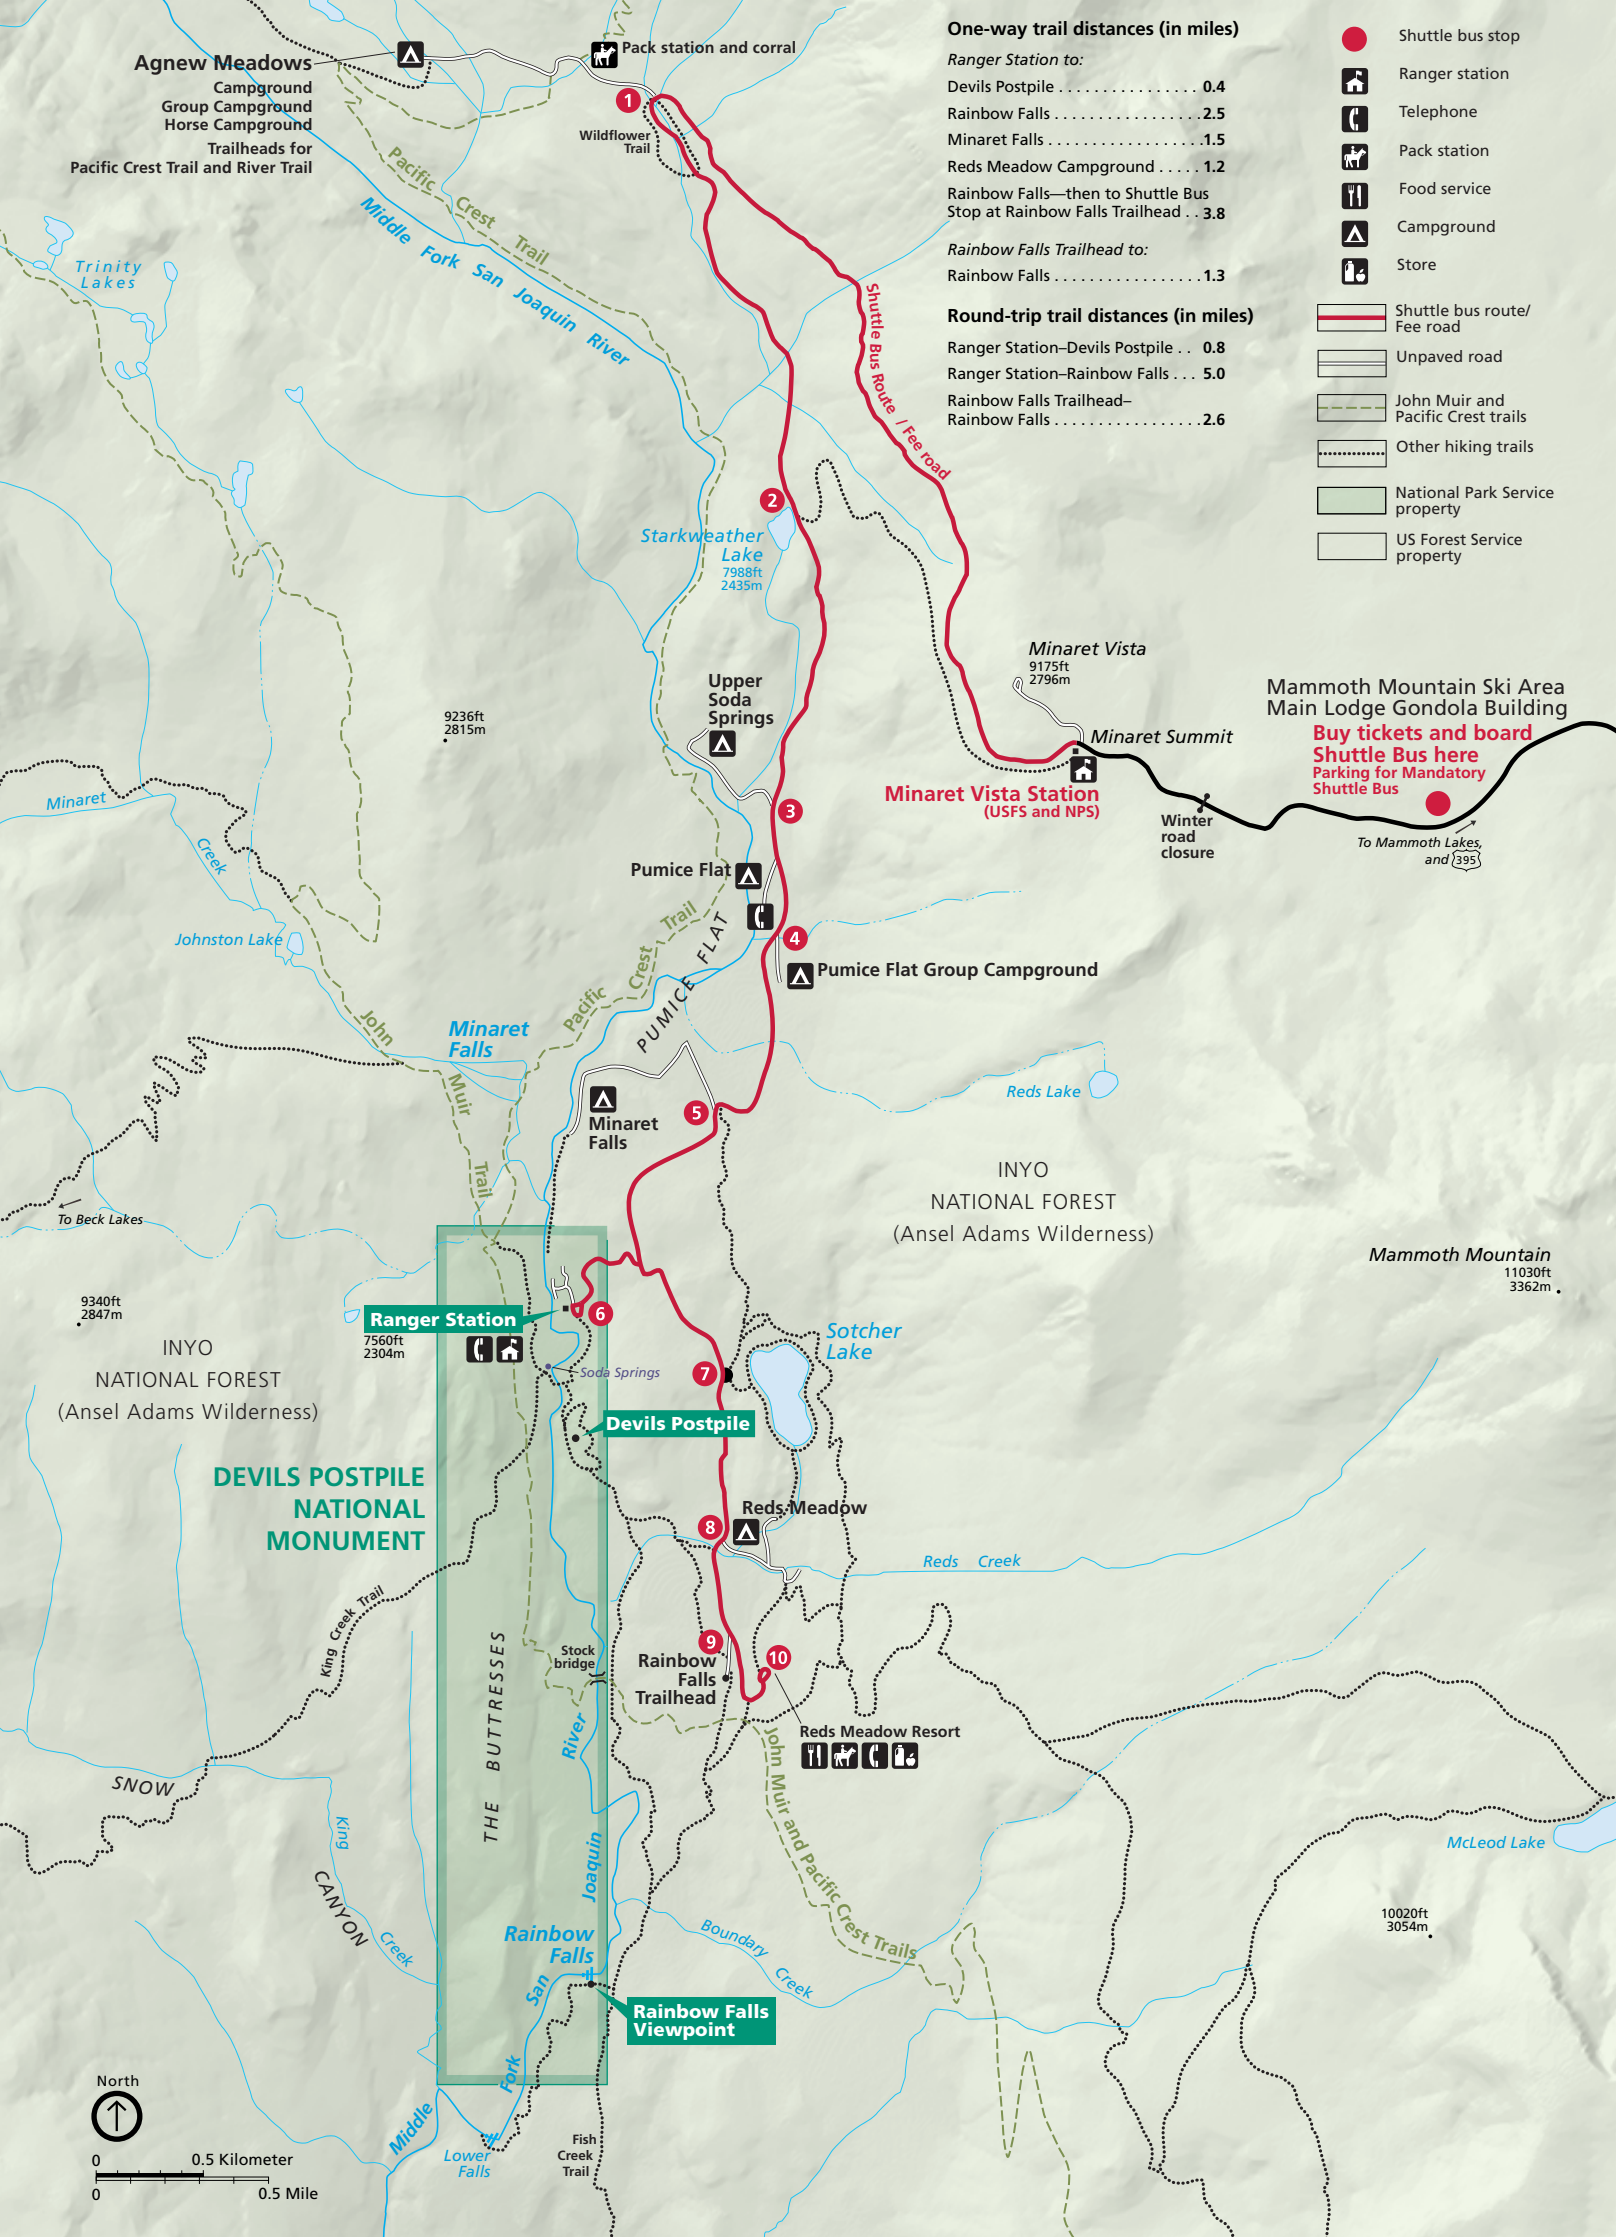 Agnew Meadows
Campground
Group Campground
Horse Campground
Trailheads for
Pacific Crest Trail and River Trail
Pack station and corral
1
Wildflower
Trail
Pacific Crest Trail
Middle Fork San Joaquin River
Trinity
Lakes
One-way trail distances (in miles)
Ranger Station to:
Devils Postpile . . . . . . . . . . . . . . . . 0.4
Rainbow Falls . . . . . . . . . . . . . . . . .2.5
Minaret Falls . . . . . . . . . . . . . . . . . .1.5
Reds Meadow Campground . . . . . 1.2
Rainbow Falls—then to Shuttle Bus
Stop at Rainbow Falls Trailhead . . 3.8
Rainbow Falls Trailhead to:
Rainbow Falls . . . . . . . . . . . . . . . . . 1.3
Round-trip trail distances (in miles)
Ranger Station–Devils Postpile . . 0.8
Ranger Station–Rainbow Falls . . . 5.0
Rainbow Falls Trailhead–
Rainbow Falls . . . . . . . . . . . . . . . . .2.6
Shuttle bus stop
Ranger station
Telephone
Pack station
Food service
Campground
Store
Shuttle bus route/
Fee road
Unpaved road
John Muir and
Pacific Crest trails
Other hiking trails
National Park Service
property
US Forest Service
property
Shuttle Bus Route / Fee road
2
Starkweather
Lake
7988ft
2435m
Upper
Soda
Springs
9236ft
2815m
Minaret Vista
9175ft
2796m
Minaret Summit
Minaret Vista Station
(USFS and NPS)
Mammoth Mountain Ski Area
Main Lodge Gondola Building
Buy tickets and board
Shuttle Bus here
Parking for Mandatory
Shuttle Bus
Winter
road
closure
To Mammoth Lakes,
and 395
Minaret
Creek
3
Pumice Flat
PUMICE FLAT
Pacific Crest Trail
4
Pumice Flat Group Campground
Johnston Lake
John Muir Trail
Minaret
Falls
Minaret
Falls
5
Reds Lake
To Beck Lakes
INYO
NATIONAL FOREST
(Ansel Adams Wilderness)
Mammoth Mountain
11030ft
3362m
9340ft
2847m
INYO
NATIONAL FOREST
(Ansel Adams Wilderness)
Ranger Station
7560ft
2304m
6
Soda Springs
7
Sotcher
Lake
Devils Postpile
DEVILS POSTPILE
NATIONAL
MONUMENT
8
Reds Meadow
Reds Creek
King Creek Trail
THE BUTTRESSES
Stock
bridge
9
Rainbow
Falls
Trailhead
10
Reds Meadow Resort
John Muir and Pacific Crest Trails
SNOW
CANYON
King
Creek
McLeod Lake
10020ft
3054m
Boundary
Creek
Rainbow
Falls
Rainbow Falls
Viewpoint
Middle Fork San Joaquin River
Lower
Falls
Fish
Creek
Trail
North
0 0.5 Kilometer
0 0.5 Mile